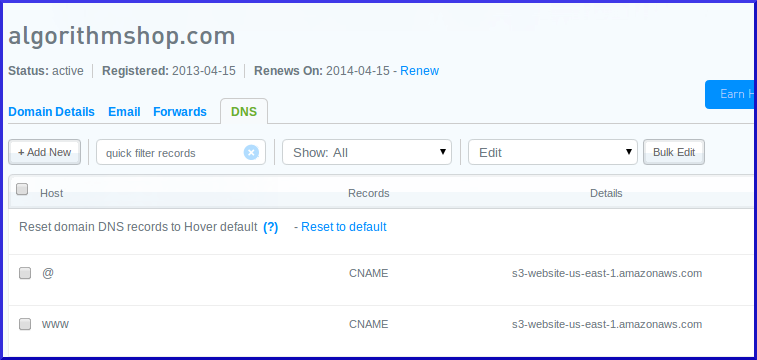 algorithmshop.com
Status: active Registered: 2013-04-15 Renews On: 2014-04-15 - Renew
Earn H
Domain Details Email Forwards DNS
+ Add New quick filter records Show: All Edit Bulk Edit
Host Records Details
Reset domain DNS records to Hover default (?) - Reset to default
@ CNAME s3-website-us-east-1.amazonaws.com
www CNAME s3-website-us-east-1.amazonaws.com